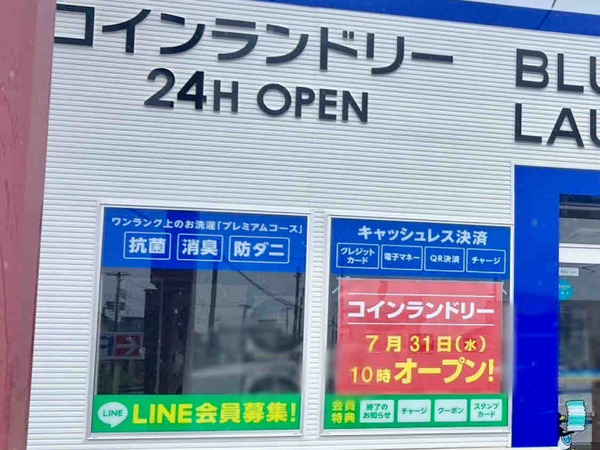 コインランドリー
24H OPEN
BLU
LAU
ワンランク上のお洗濯「プレミアムコース」
抗菌 消臭 防ダニ
LINE LINE会員募集!
キャッシュレス決済
クレジットカード 電子マネー QR決済 チャージ
コインランドリー
7月31日(水)
10時オープン!
会員特典 終了のお知らせ チャージ クーポン スタンプカード